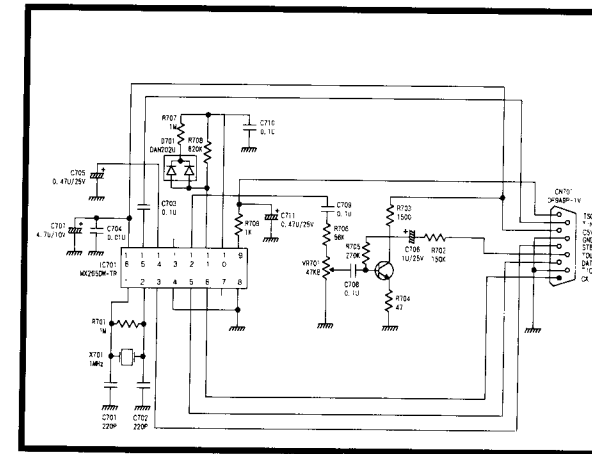 R707
1M
D701
DAN202U
R708
820K
C710
0.1U
C705
0.47U/25V
C703
0.1U
C707
4.7U/10V
C704
0.01U
R709
1K
C711
0.47U/25V
C709
0.1U
R706
56K
VR701
47KB
R705
270K
C708
0.1U
R703
1500
C706
1U/25V
R702
150K
R704
47
CN701
IC701
MX265DW-TR
16 15 14 13 12 11 10 9
1 2 3 4 5 6 7 8
R701
1M
X701
1MHz
C701
220P
C702
220P